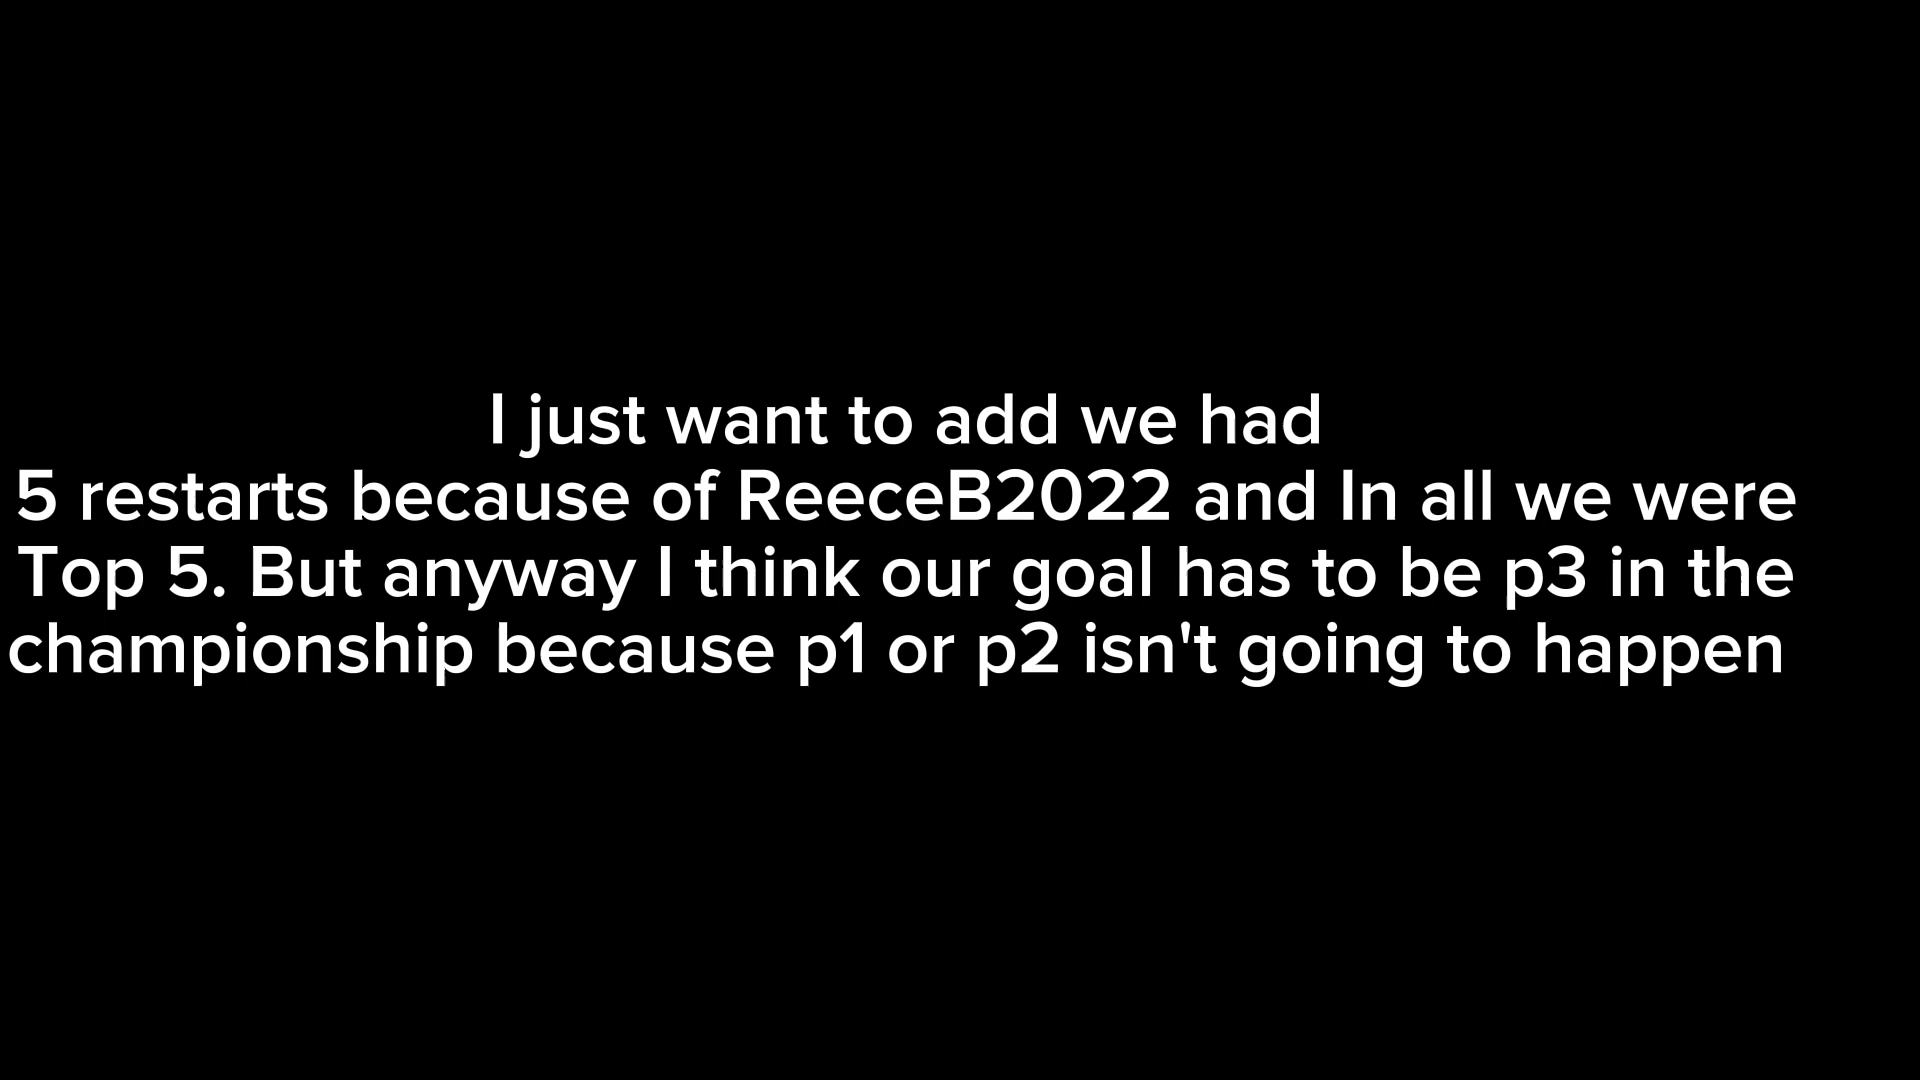 I just want to add we had
5 restarts because of ReeceB2022 and In all we were
Top 5. But anyway I think our goal has to be p3 in the
championship because p1 or p2 isn't going to happen